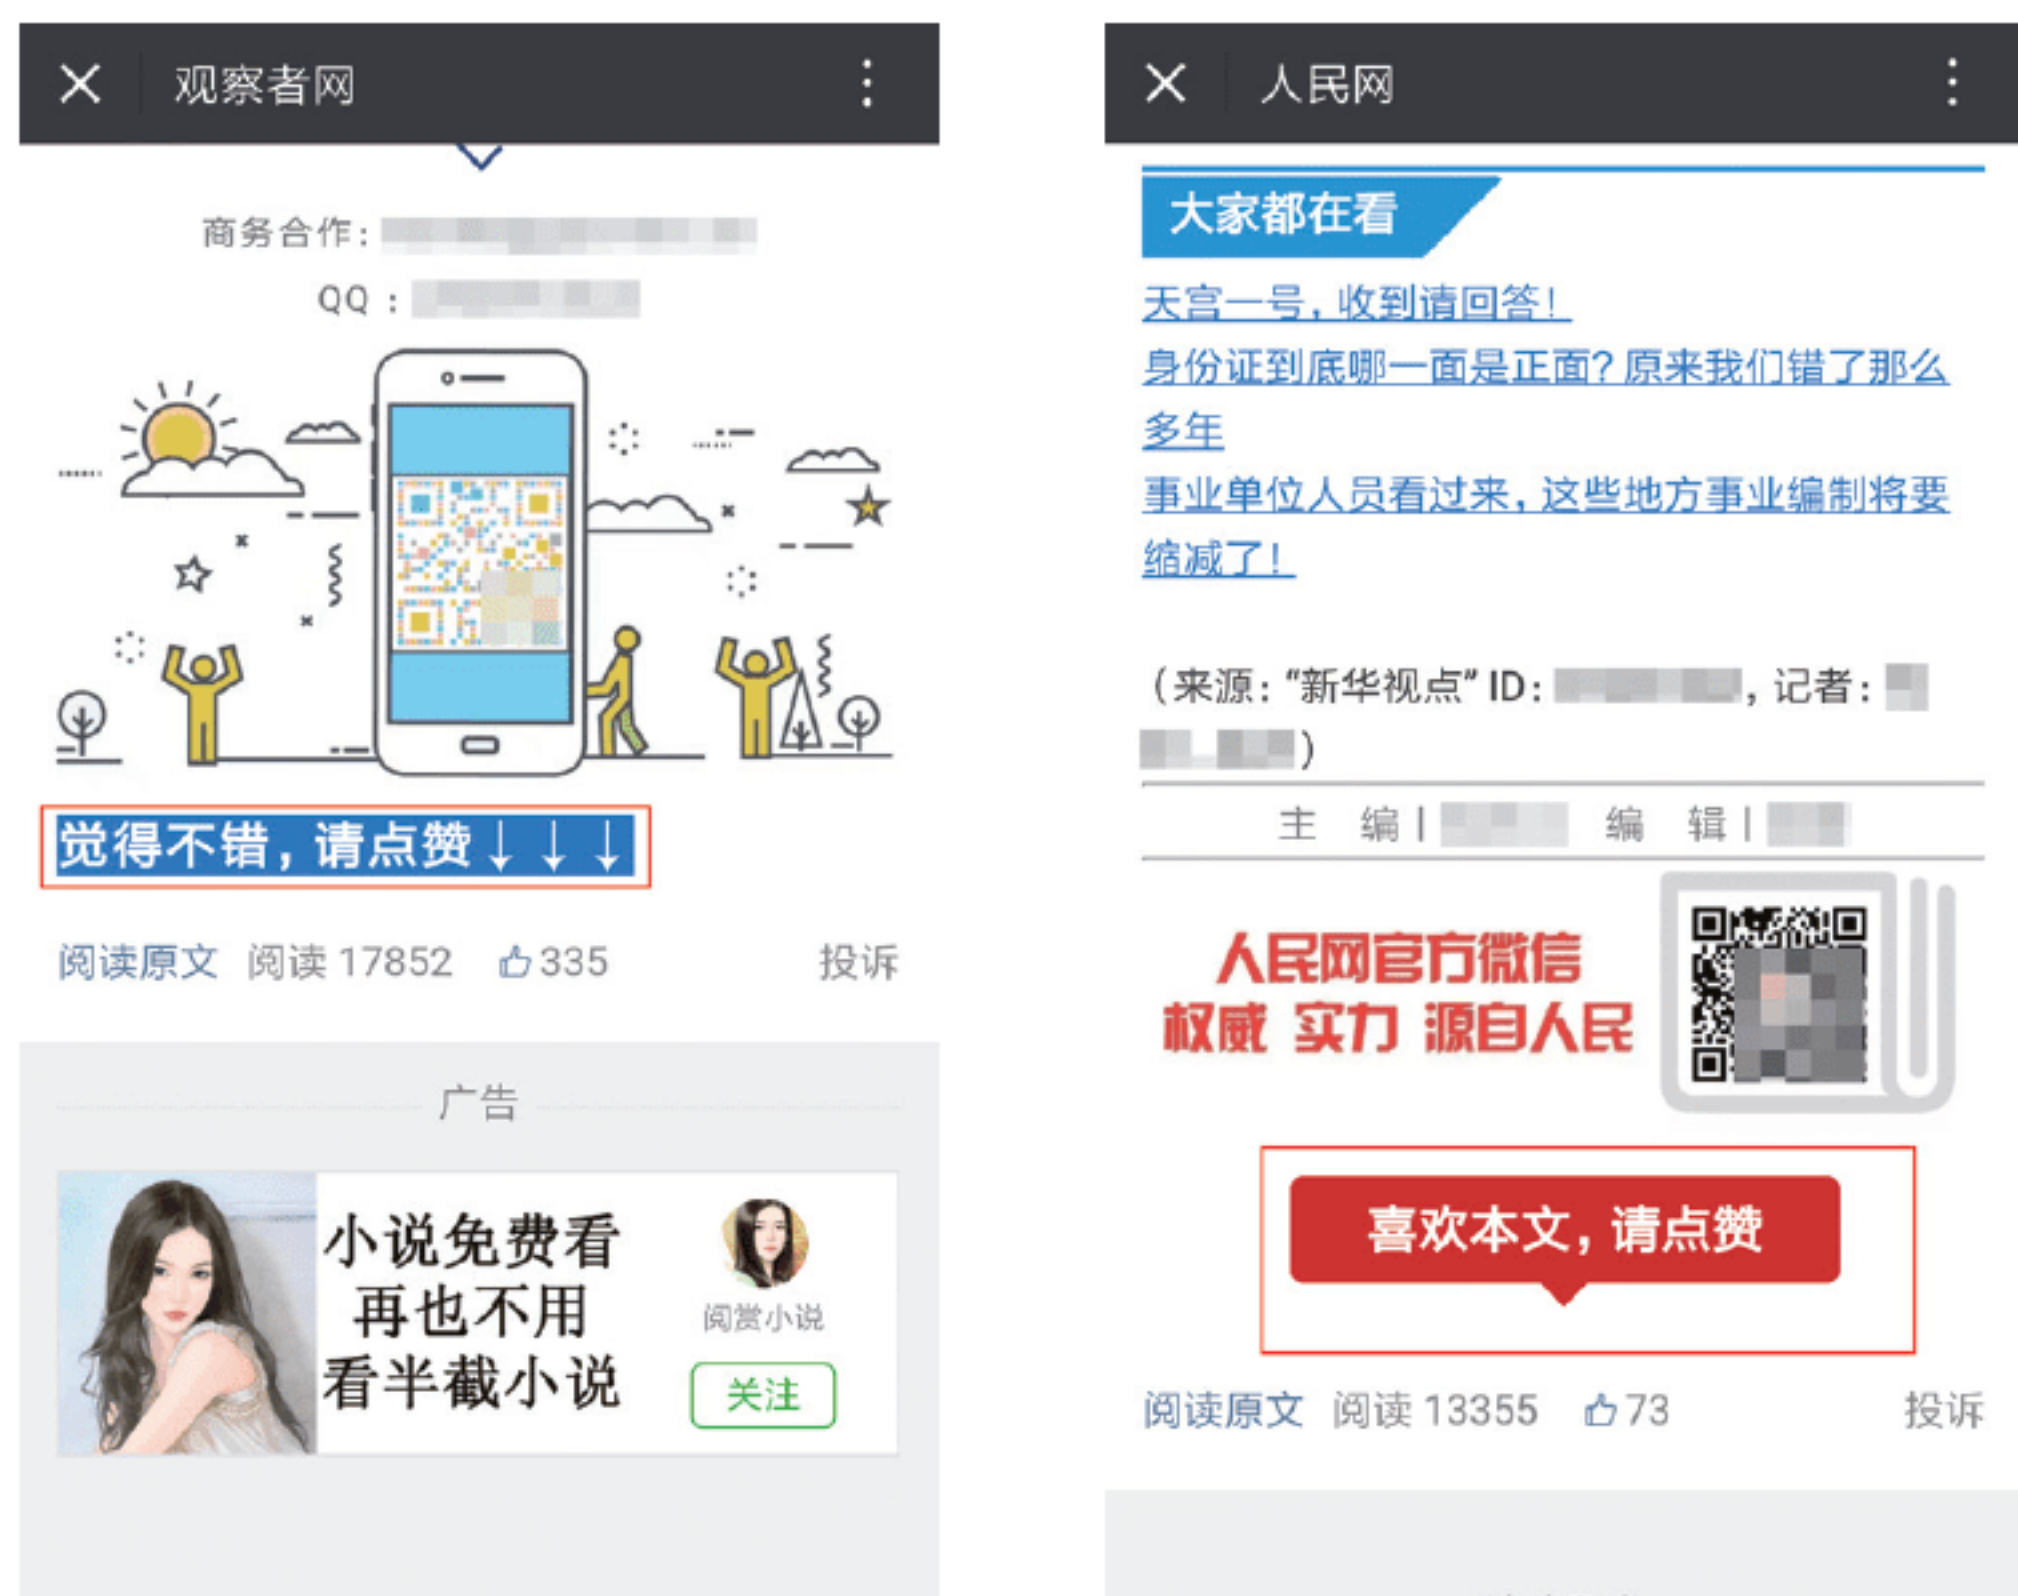 观察者网
商务合作:
QQ :
觉得不错，请点赞↓↓↓
阅读原文 阅读 17852 335 投诉
广告
小说免费看
再也不用
看半截小说
阅赏小说
关注
人民网
大家都在看
天宫一号，收到请回答！
身份证到底哪一面是正面？原来我们错了那么
多年
事业单位人员看过来，这些地方事业编制将要
缩减了！
（来源：“新华视点” ID： ，记者：
）
主 编 | 编 辑 |
人民网官方微信
权威 实力 源自人民
喜欢本文，请点赞
阅读原文 阅读 13355 73 投诉